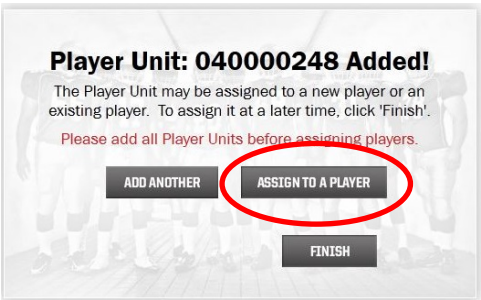 Player Unit: 040000248 Added!
The Player Unit may be assigned to a new player or an
existing player. To assign it at a later time, click 'Finish'.
Please add all Player Units before assigning players.
ADD ANOTHER ASSIGN TO A PLAYER
FINISH